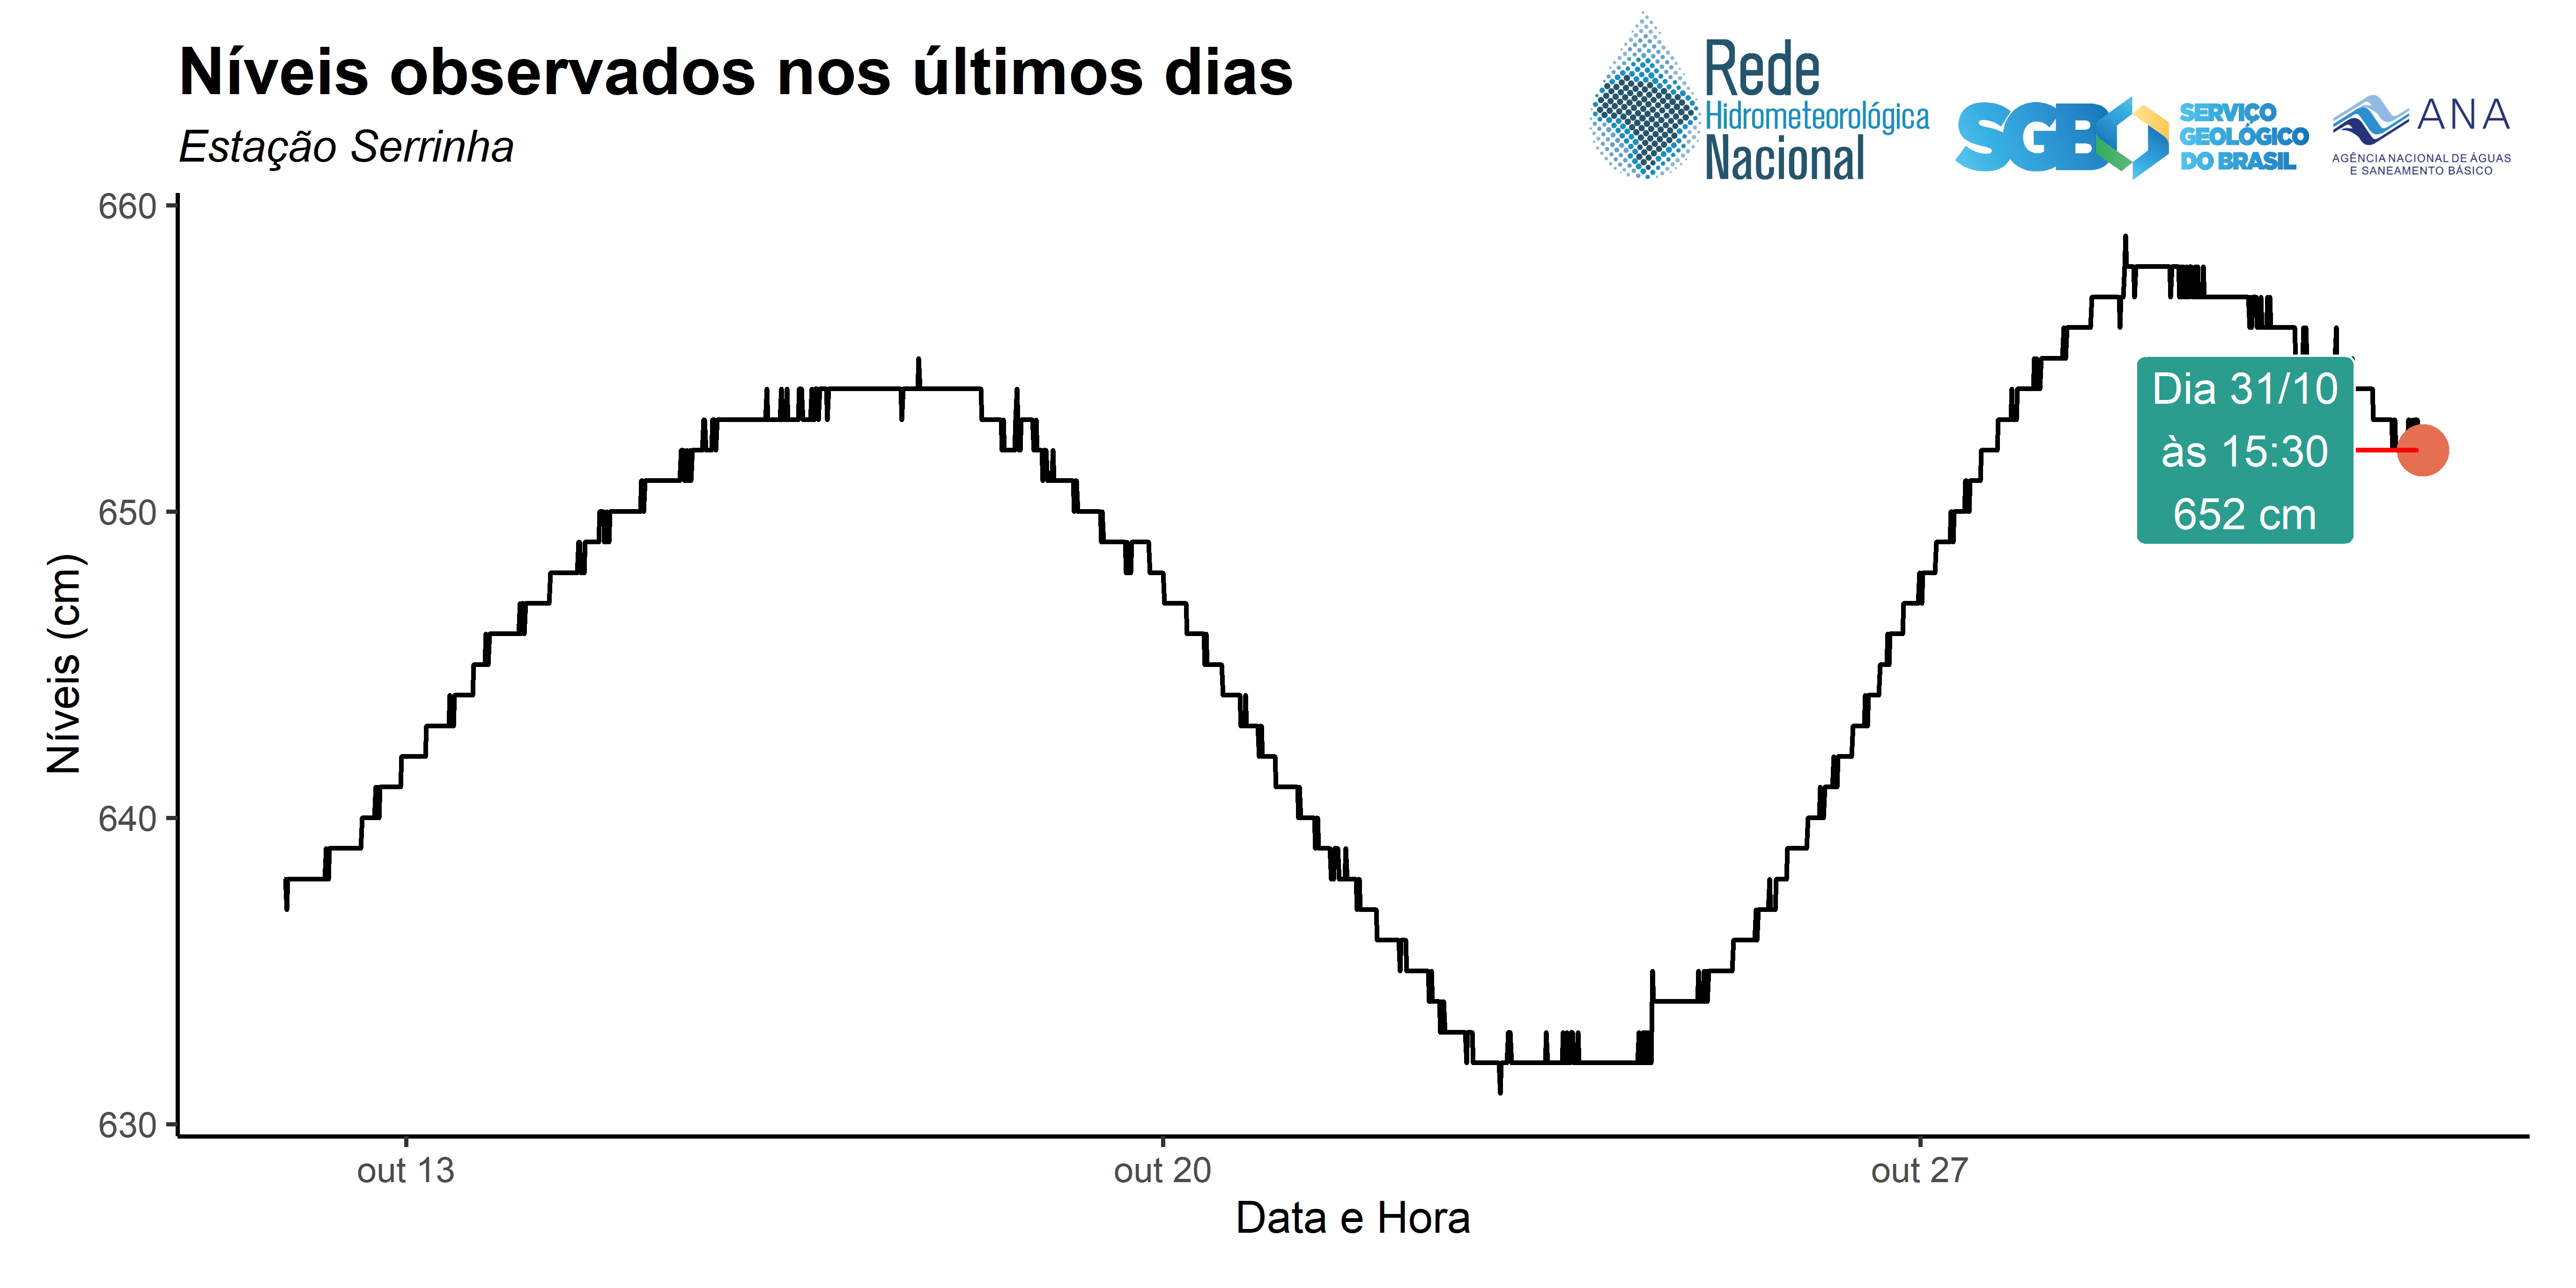 Níveis observados nos últimos dias
Estação Serrinha
Rede
Hidrometeorológica
Nacional
SGB
SERVIÇO
GEOLÓGICO
DO BRASIL
ANA
AGÊNCIA NACIONAL DE ÁGUAS
E SANEAMENTO BÁSICO
660
650
640
630
Níveis (cm)
Dia 31/10
às 15:30
652 cm
out 13
out 20
out 27
Data e Hora